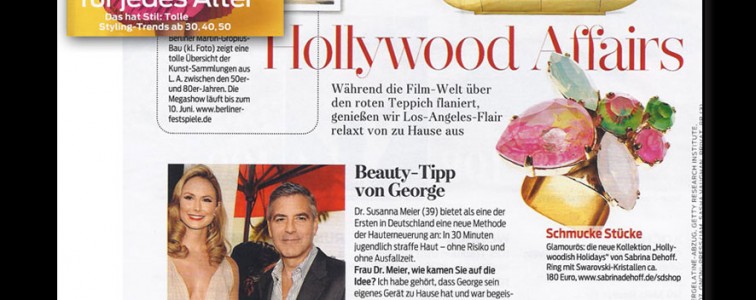 für jedes Alter
Das hat Stil: Tolle
Styling-Trends ab 30, 40, 50
Berliner Martin-Gropius-
Bau (kl. Foto) zeigt eine
tolle Übersicht der
Kunst-Sammlungen aus
L. A. zwischen den 50er-
und 80er-Jahren. Die
Megashow läuft bis zum
10. Juni. www.berliner-
festspiele.de
Hollywood Affairs
Während die Film-Welt über
den roten Teppich flaniert,
genießen wir Los-Angeles-Flair
relaxt von zu Hause aus
Beauty-Tipp
von George
Dr. Susanna Meier (39) bietet als eine der
Ersten in Deutschland eine neue Methode
der Hauterneuerung an: In 30 Minuten
jugendlich straffe Haut – ohne Risiko und
ohne Ausfallzeit.
Frau Dr. Meier, wie kamen Sie auf die
Idee? Ich habe gehört, dass George sein
eigenes Gerät zu Hause hat und war begeis-
Schmucke Stücke
Glamourös: die neue Kollektion „Holly-
woodish Holidays“ von Sabrina Dehoff.
Ring mit Swarovski-Kristallen ca.
180 Euro, www.sabrinadehoff.de/sdshop
GETTY RESEARCH INSTITUTE,